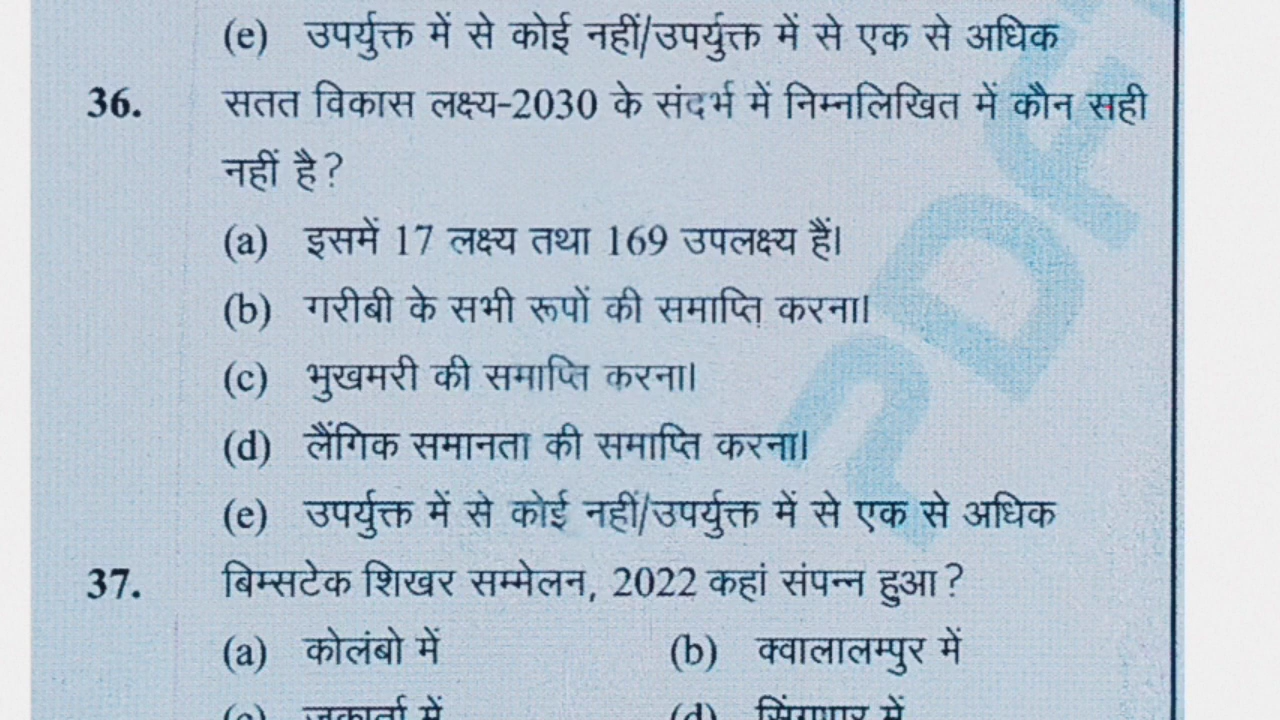 (e) उपर्युक्त में से कोई नहीं/उपर्युक्त में से एक से अधिक
36. सतत विकास लक्ष्य-2030 के संदर्भ में निम्नलिखित में कौन सही
नहीं है?
(a) इसमें 17 लक्ष्य तथा 169 उपलक्ष्य हैं।
(b) गरीबी के सभी रूपों की समाप्ति करना।
(c) भुखमरी की समाप्ति करना।
(d) लैंगिक समानता की समाप्ति करना।
(e) उपर्युक्त में से कोई नहीं/उपर्युक्त में से एक से अधिक
37. बिम्सटेक शिखर सम्मेलन, 2022 कहां संपन्न हुआ?
(a) कोलंबो में (b) क्वालालम्पुर में
(c) जकार्ता में (d) में